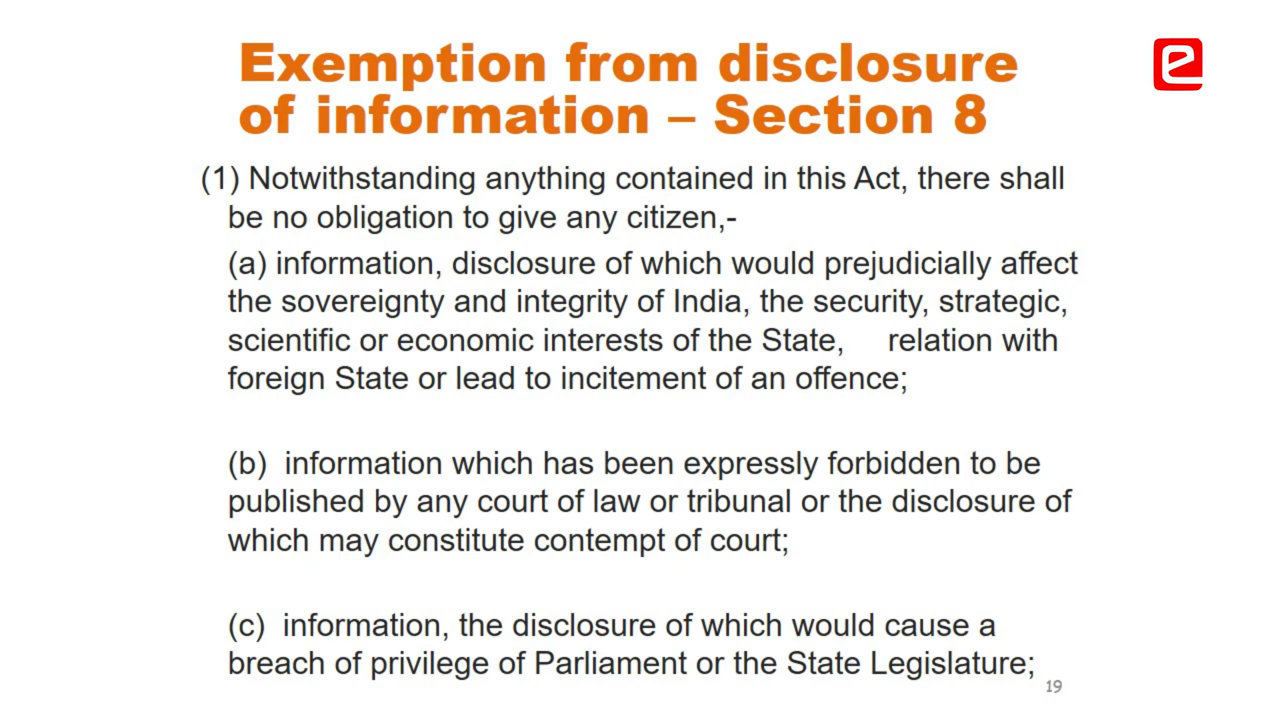 Exemption from disclosure
of information – Section 8
(1) Notwithstanding anything contained in this Act, there shall
be no obligation to give any citizen,-
(a) information, disclosure of which would prejudicially affect
the sovereignty and integrity of India, the security, strategic,
scientific or economic interests of the State, relation with
foreign State or lead to incitement of an offence;
(b) information which has been expressly forbidden to be
published by any court of law or tribunal or the disclosure of
which may constitute contempt of court;
(c) information, the disclosure of which would cause a
breach of privilege of Parliament or the State Legislature;
19